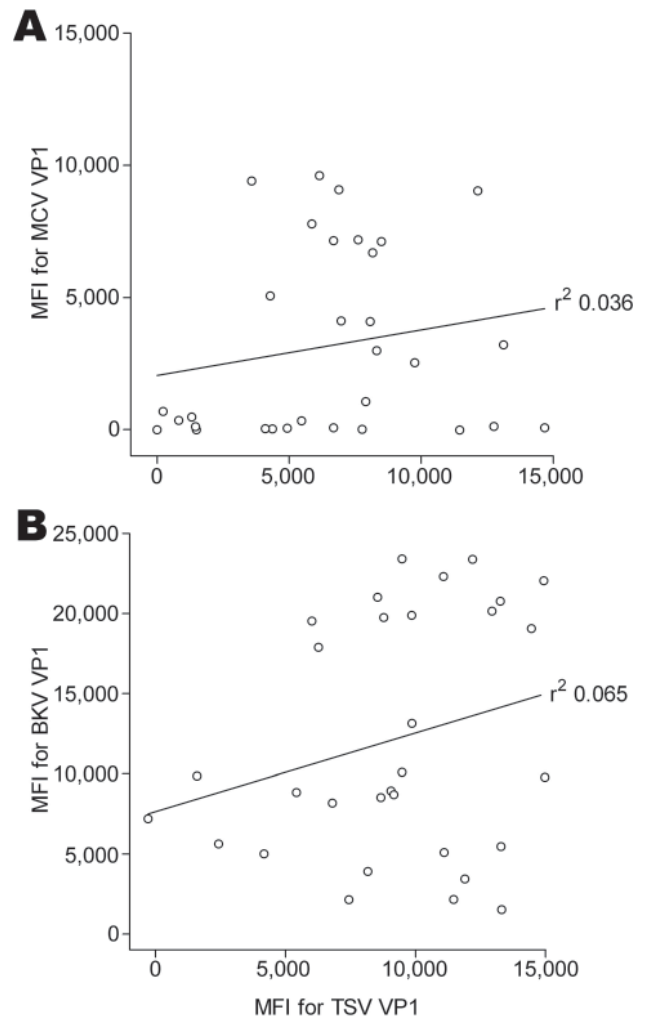 A
15,000
10,000
5,000
0
MFI for MCV VP1
r² 0.036
0 5,000 10,000 15,000
B
25,000
20,000
15,000
10,000
5,000
0
MFI for BKV VP1
r² 0.065
0 5,000 10,000 15,000
MFI for TSV VP1